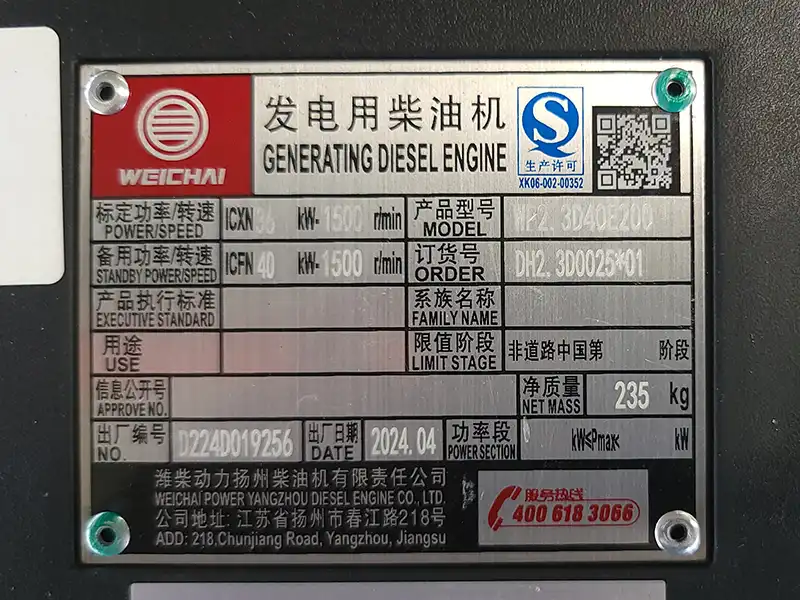 WEICHAI
发电用柴油机
GENERATING DIESEL ENGINE
生产许可
XK06-002-00352
标定功率/转速
POWER/SPEED
ICXN 36 kW- 1500 r/min
产品型号
MODEL
WP2.3D40E200
备用功率/转速
STANDBY POWER/SPEED
ICFN 40 kW- 1500 r/min
订货号
ORDER
DH2.3D0025*01
产品执行标准
EXECUTIVE STANDARD
系族名称
FAMILY NAME
用途
USE
限值阶段
LIMIT STAGE
非道路中国第 阶段
信息公开号
APPROVE NO.
净质量
NET MASS
235 kg
出厂编号
NO.
D224D019256
出厂日期
DATE
2024.04
功率段
POWER SECTION
kW≤Pmax< kW
潍柴动力扬州柴油机有限责任公司
WEICHAI POWER YANGZHOU DIESEL ENGINE CO., LTD.
公司地址: 江苏省扬州市春江路218号
ADD: 218,Chunjiang Road, Yangzhou, Jiangsu
服务热线
400 618 3066